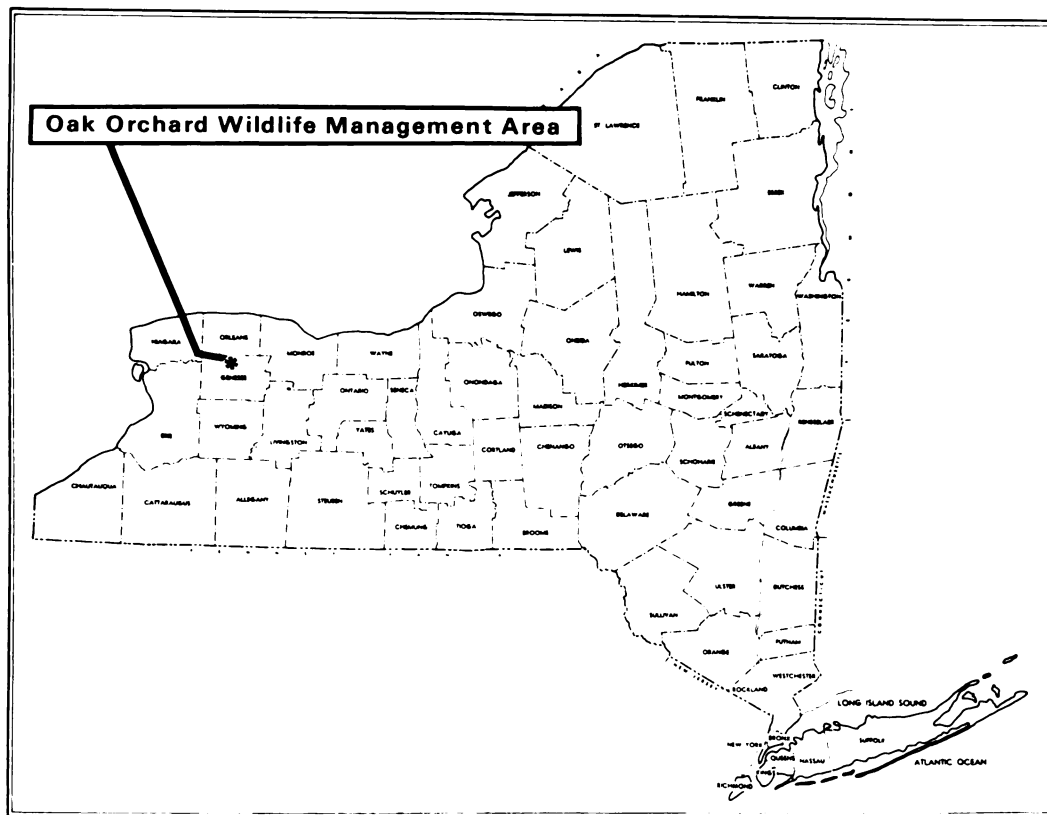 CLINTON
FRANKLIN
Oak Orchard Wildlife Management Area
ST LAWRENCE
ESSEX
JEFFERSON
LEWIS
HAMILTON
WARREN
WASHINGTON
OSWEGO
ONEIDA
NIAGARA
ORLEANS
MONROE
WAYNE
SARATOGA
FULTON
GENESEE
ONTARIO
SENECA
ONONDAGA
HERKIMER
MONTGOMERY
MADISON
SCHENECTADY
RENSSELAER
ERIE
WYOMING
LIVINGSTON
YATES
CAYUGA
CORTLAND
CHENANGO
OTSEGO
SCHOHARIE
ALBANY
CHAUTAUQUA
CATTARAUGUS
ALLEGANY
STEUBEN
SCHUYLER
TOMPKINS
CHEMUNG
TIOGA
BROOME
DELAWARE
GREENE
COLUMBIA
ULSTER
DUTCHESS
SULLIVAN
ORANGE
PUTNAM
ROCKLAND
WESTCHESTER
LONG ISLAND SOUND
NEW YORK
BRONX
QUEENS
NASSAU
SUFFOLK
KINGS
RICHMOND
ATLANTIC OCEAN